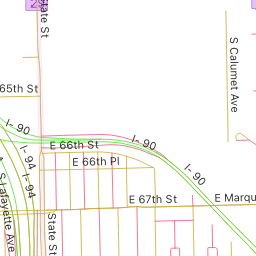 State St
S Calumet Ave
65th St
I- 90
E 66th St
I- 90
E 66th Pl
I- 94
I- 90
I- 94
E 67th St
E Marqu
S Lafayette Ave
State St